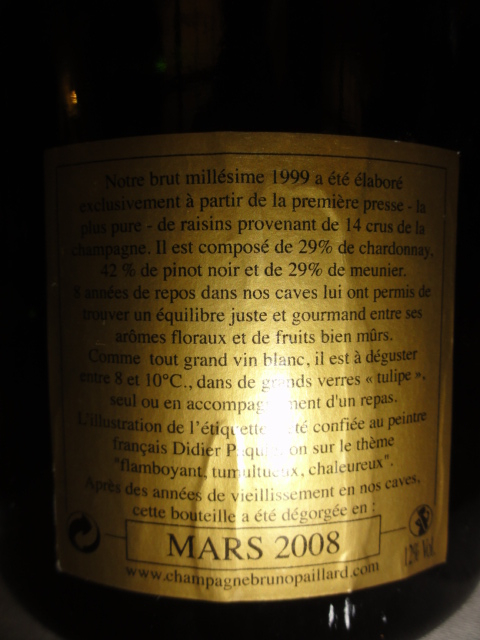 Notre brut millésime 1999 a été élaboré
exclusivement à partir de la première presse - la
plus pure - de raisins provenant de 14 crus de la
champagne. Il est composé de 29% de chardonnay,
42 % de pinot noir et de 29% de meunier.
8 années de repos dans nos caves lui ont permis de
trouver un équilibre juste et gourmand entre ses
arômes floraux et de fruits bien mûrs.
Comme tout grand vin blanc, il est à déguster
entre 8 et 10°C., dans de grands verres « tulipe »,
seul ou en accompagnement d'un repas.
L'illustration de l'étiquette été confiée au peintre
français Didier on sur le thème
"flamboyant, tumultueux, chaleureux".
Après des années de vieillissement en nos caves,
cette bouteille a été dégorgée en :
MARS 2008
12% Vol.
www.champagnebrunopaillard.com